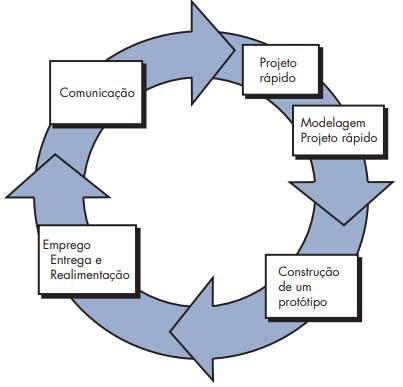 Comunicação
Projeto
rápido
Modelagem
Projeto rápido
Construção
de um
protótipo
Emprego
Entrega e
Realimentação